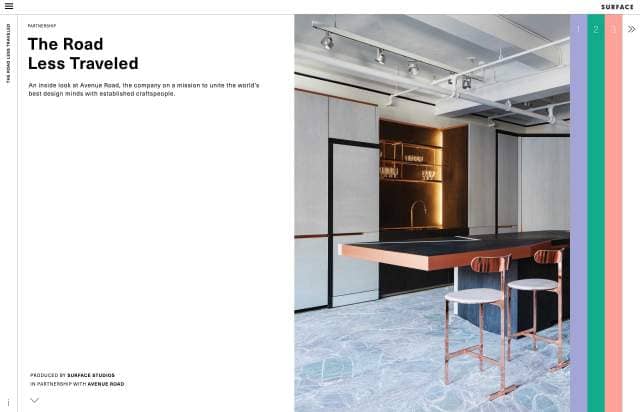 SURFACE
THE ROAD LESS TRAVELED
PARTNERSHIP
The Road
Less Traveled
An inside look at Avenue Road, the company on a mission to unite the world's
best design minds with established craftspeople.
1 2 3
PRODUCED BY SURFACE STUDIOS
IN PARTNERSHIP WITH AVENUE ROAD
i